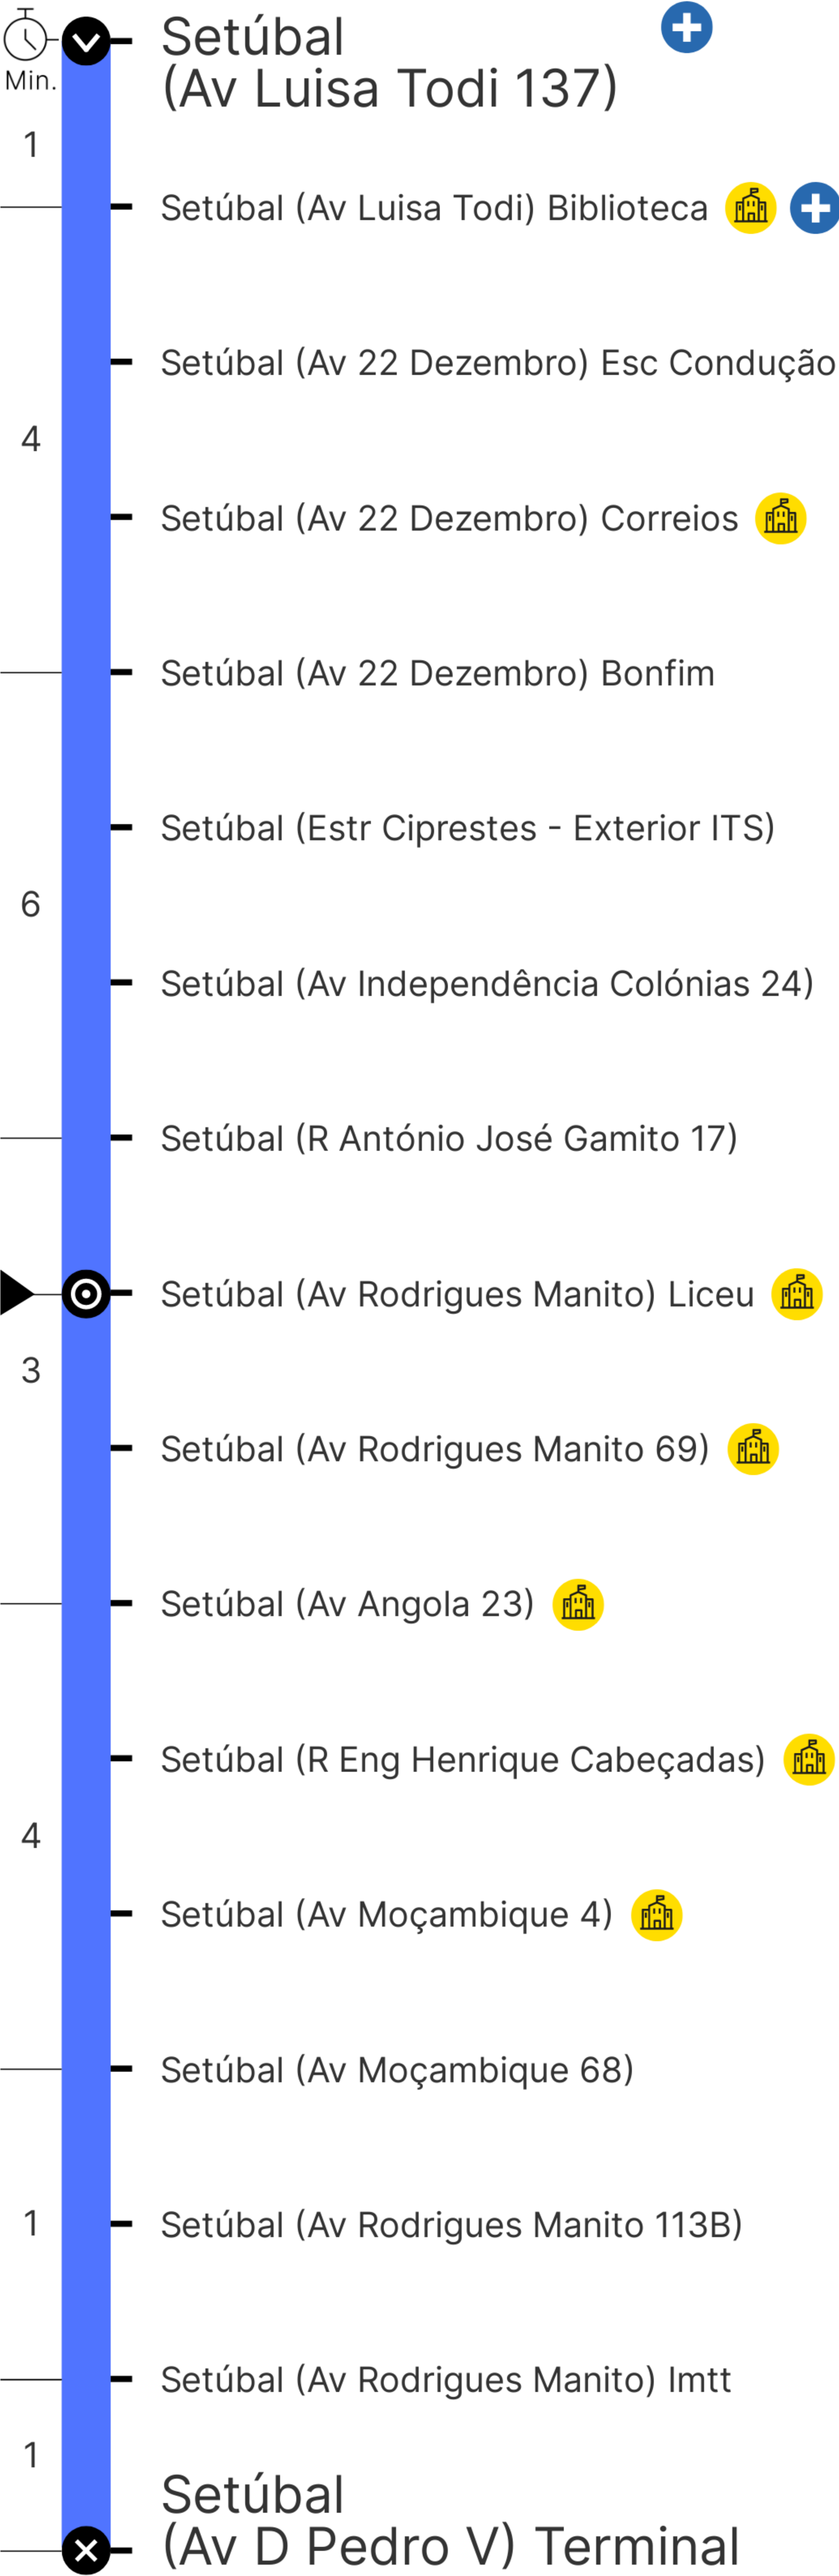 Setúbal
(Av Luisa Todi 137)
Min.
1
Setúbal (Av Luisa Todi) Biblioteca
Setúbal (Av 22 Dezembro) Esc Condução
4
Setúbal (Av 22 Dezembro) Correios
Setúbal (Av 22 Dezembro) Bonfim
Setúbal (Estr Ciprestes - Exterior ITS)
6
Setúbal (Av Independência Colónias 24)
Setúbal (R António José Gamito 17)
Setúbal (Av Rodrigues Manito) Liceu
3
Setúbal (Av Rodrigues Manito 69)
Setúbal (Av Angola 23)
Setúbal (R Eng Henrique Cabeçadas)
4
Setúbal (Av Moçambique 4)
Setúbal (Av Moçambique 68)
1
Setúbal (Av Rodrigues Manito 113B)
Setúbal (Av Rodrigues Manito) Imtt
1
Setúbal
(Av D Pedro V) Terminal